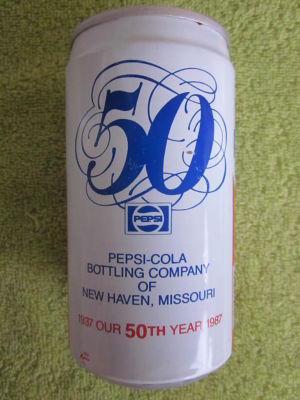 50
PEPSI
PEPSI-COLA
BOTTLING COMPANY
OF
NEW HAVEN, MISSOURI
1937 OUR 50TH YEAR 1987